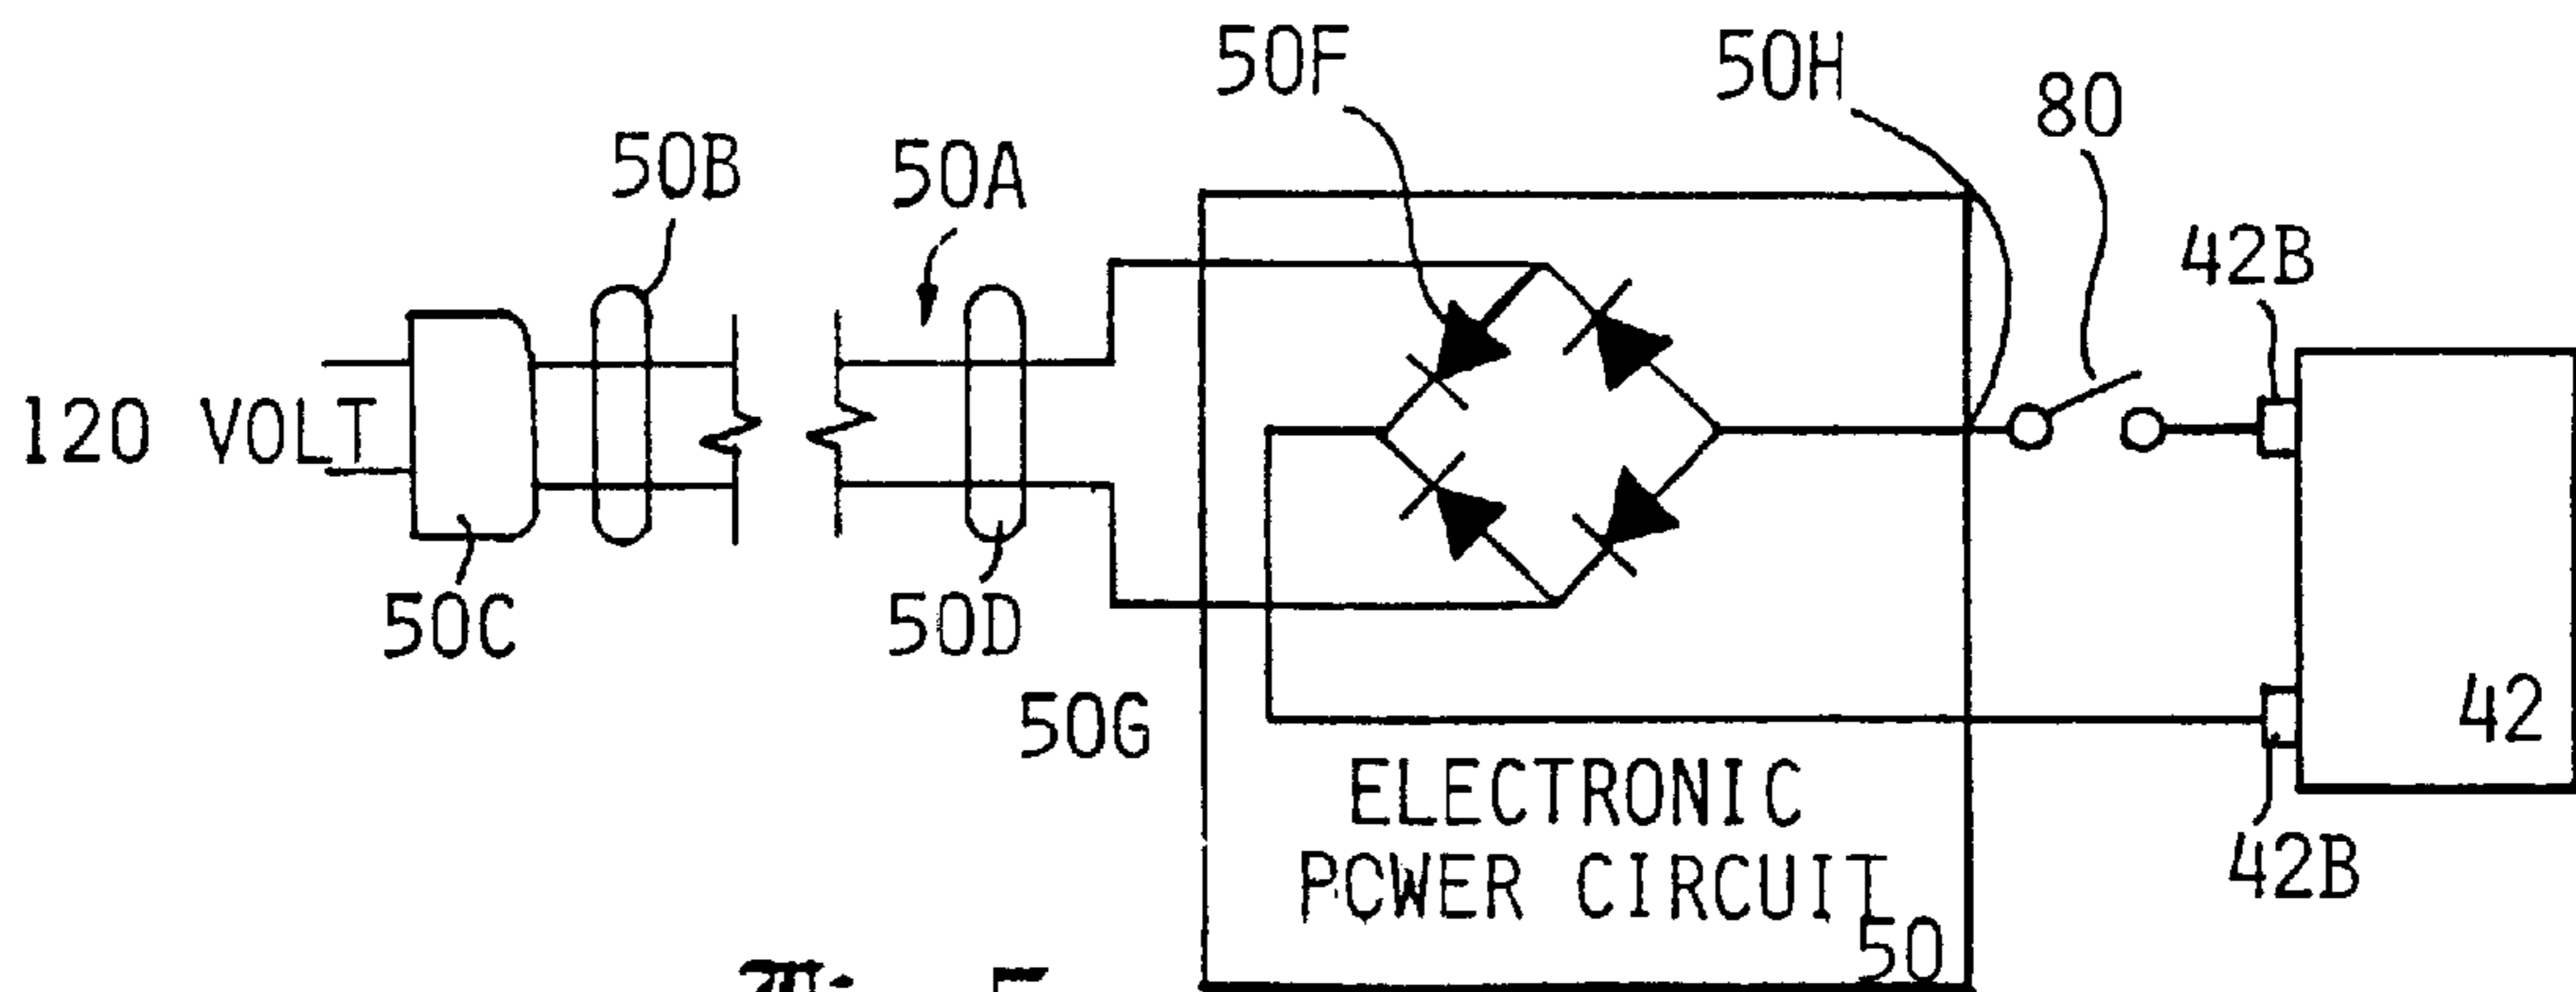 50F
50H
80
50B
50A
42B
120 VOLT
50C
50D
50G
42
ELECTRONIC
POWER CIRCUIT
42B
50